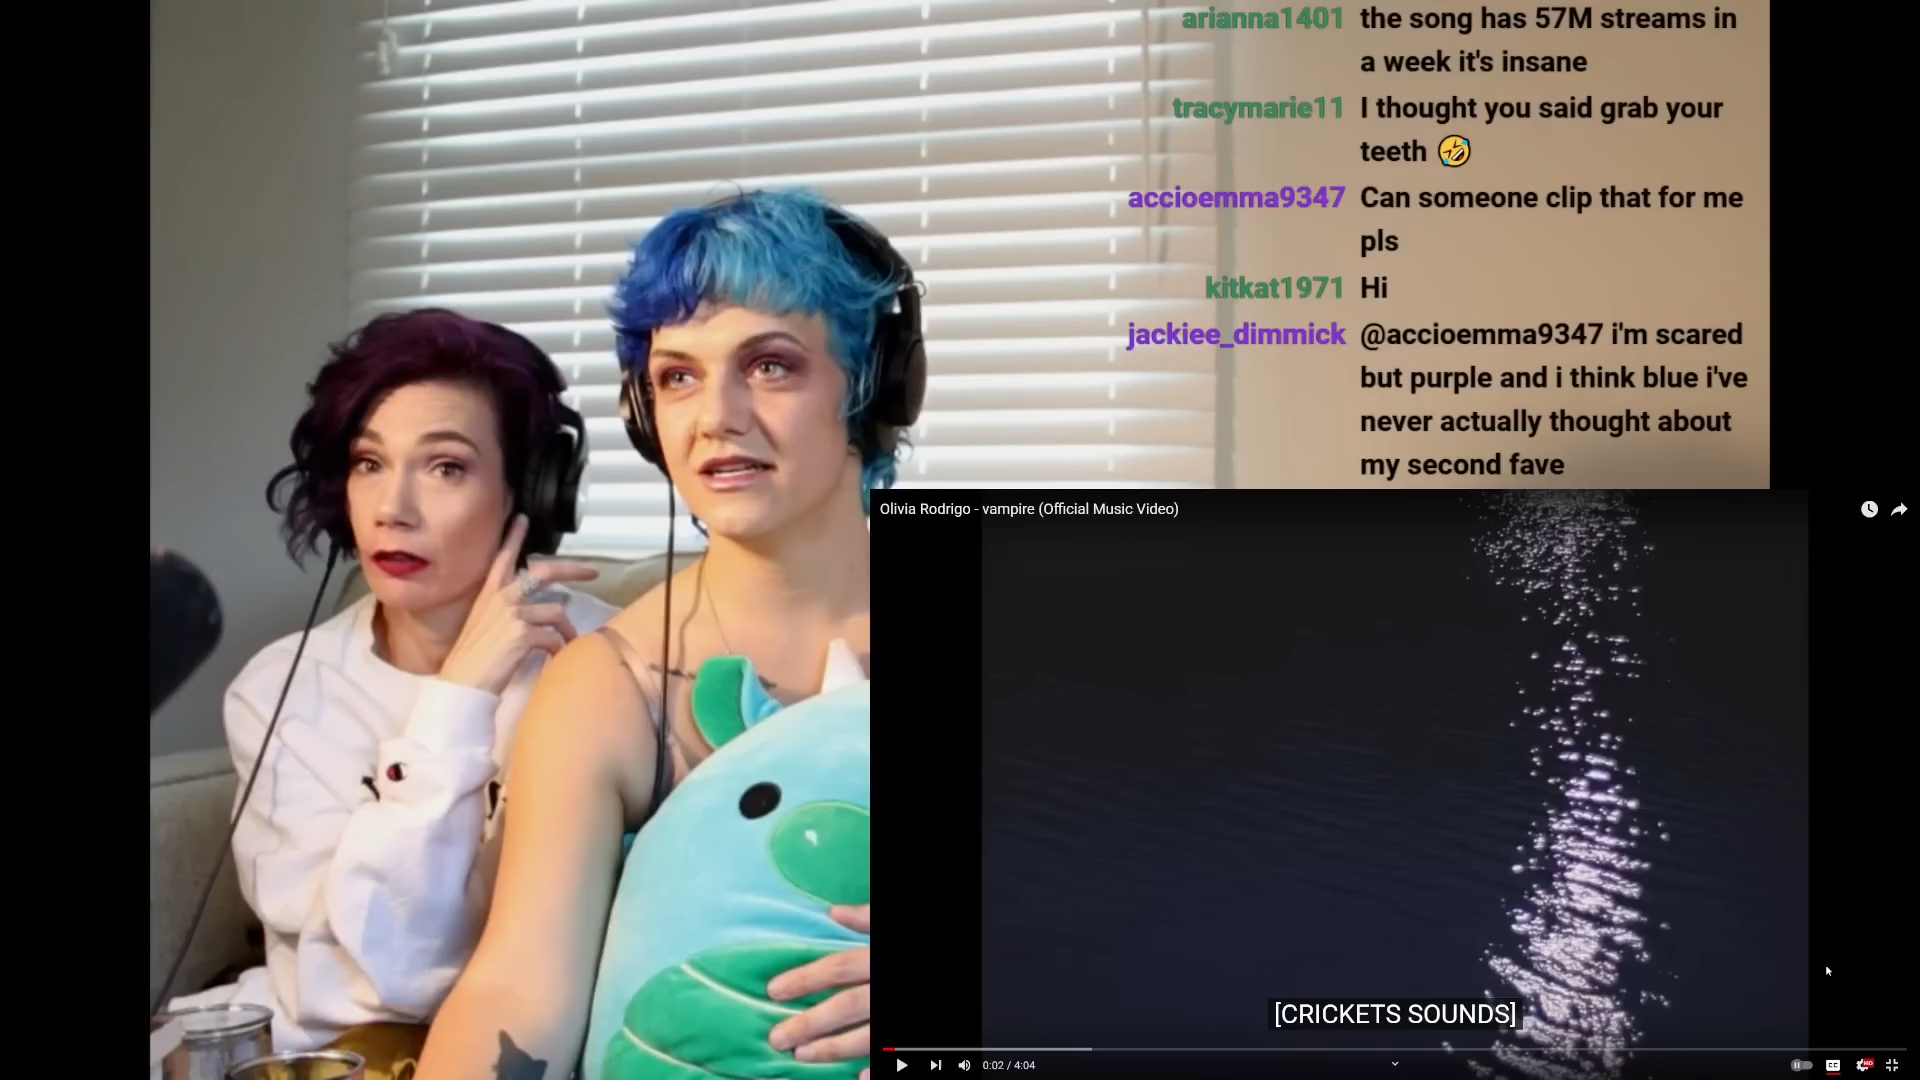 arianna1401 the song has 57M streams in
a week it's insane
tracymarie11 I thought you said grab your
teeth 🤣
accioemma9347 Can someone clip that for me
pls
kitkat1971 Hi
jackiee_dimmick @accioemma9347 i'm scared
but purple and i think blue i've
never actually thought about
my second fave
Olivia Rodrigo - vampire (Official Music Video)
[CRICKETS SOUNDS]
0:02 / 4:04
CC
HD